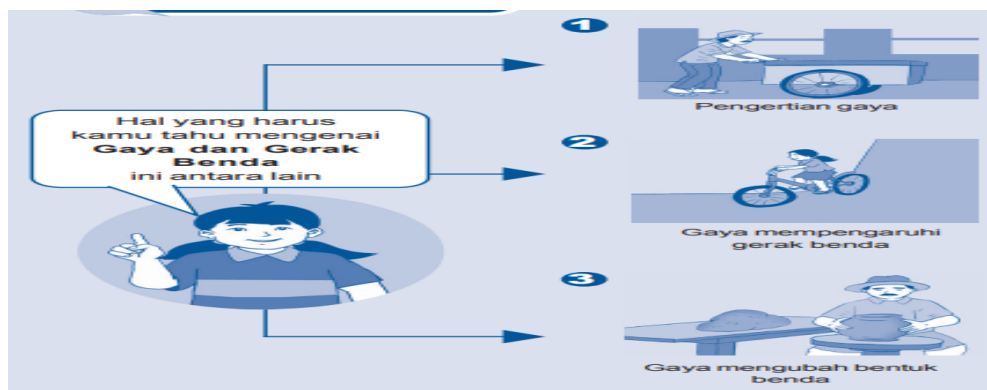 Hal yang harus
kamu tahu mengenai
Gaya dan Gerak
Benda
ini antara lain
1
Pengertian gaya
2
Gaya mempengaruhi
gerak benda
3
Gaya mengubah bentuk
benda